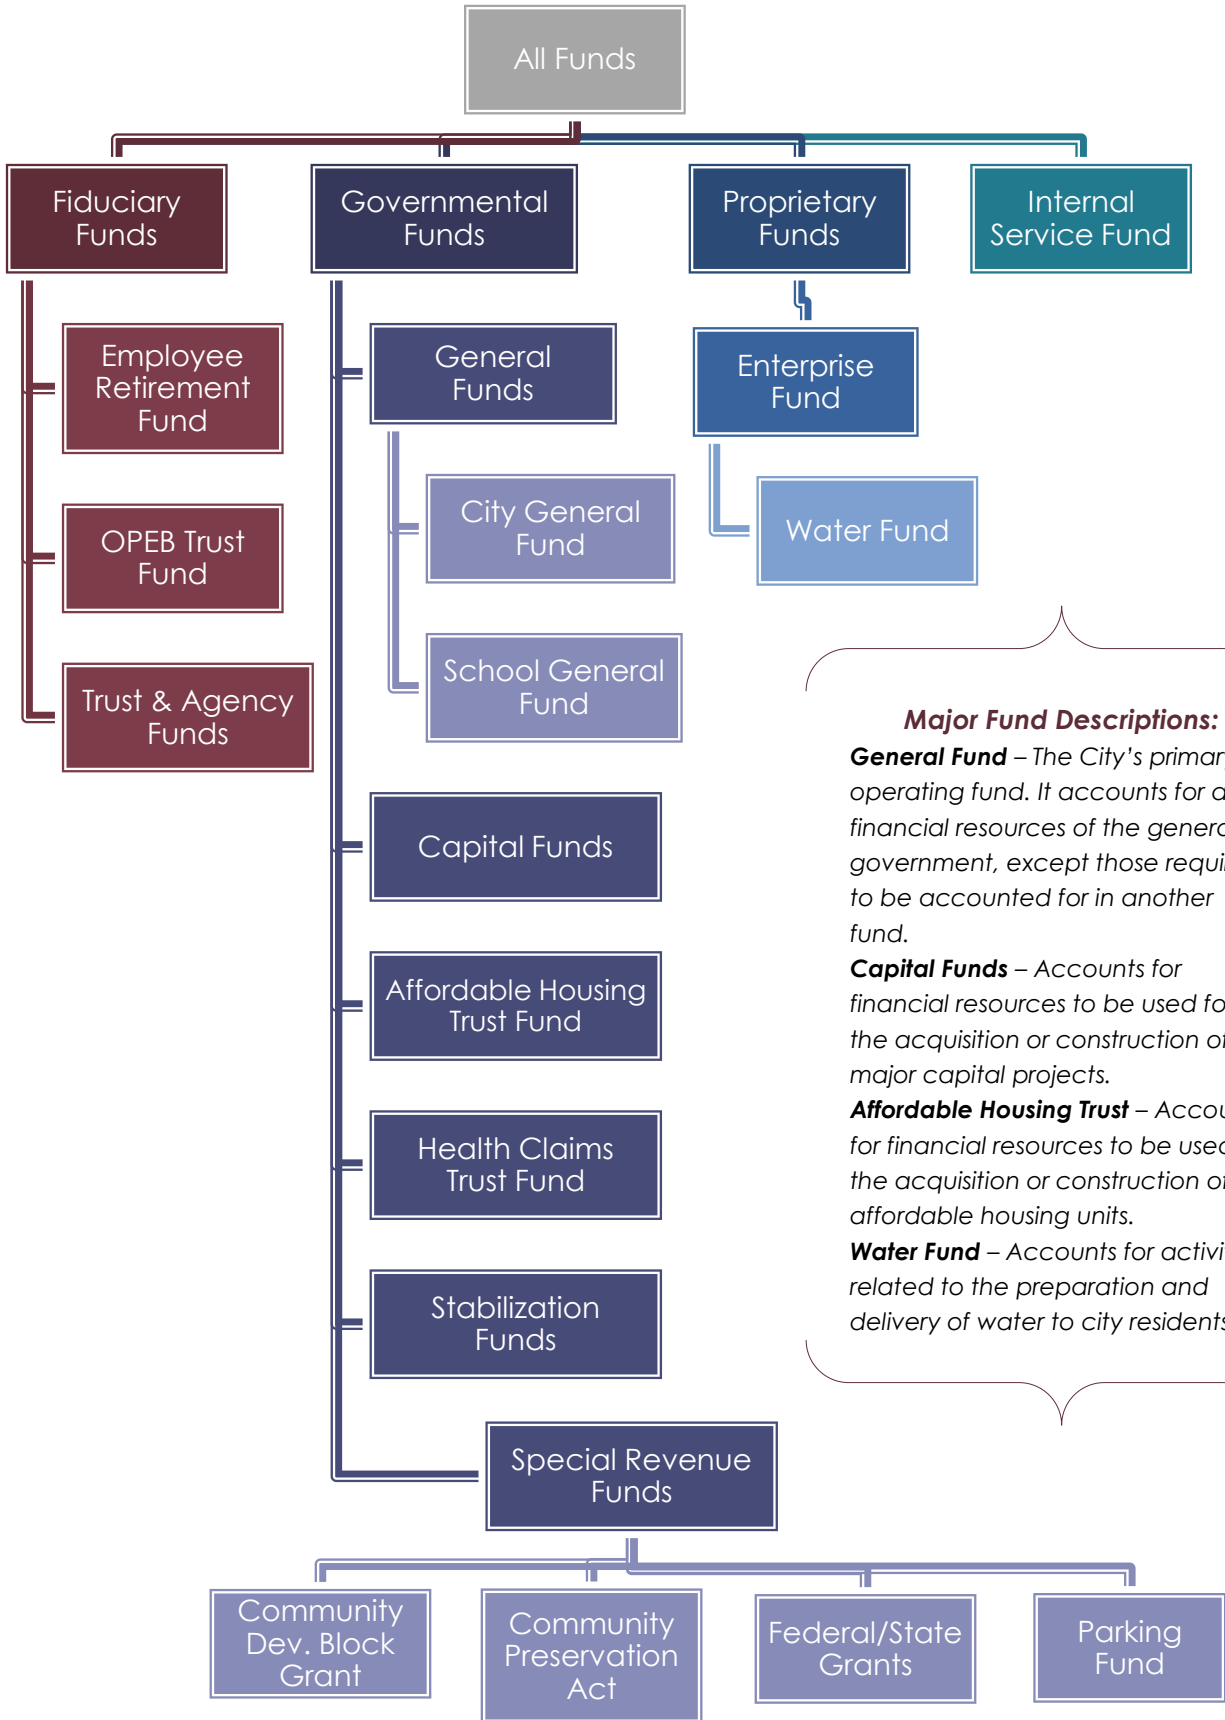 All Funds
Fiduciary
Funds
Governmental
Funds
Proprietary
Funds
Internal
Service Fund
Employee
Retirement
Fund
OPEB Trust
Fund
Trust & Agency
Funds
General
Funds
City General
Fund
School General
Fund
Capital Funds
Affordable Housing
Trust Fund
Health Claims
Trust Fund
Stabilization
Funds
Special Revenue
Funds
Community
Dev. Block
Grant
Community
Preservation
Act
Federal/State
Grants
Parking
Fund
Enterprise
Fund
Water Fund
Major Fund Descriptions:
General Fund – The City's primary
operating fund. It accounts for
financial resources of the
government, except those
to be accounted for in another
fund.
Capital Funds – Accounts for
financial resources to be used
the acquisition or construction of
major capital projects.
Affordable Housing Trust –
for financial resources to be used
the acquisition or construction of
affordable housing units.
Water Fund – Accounts for
related to the preparation and
delivery of water to city residents